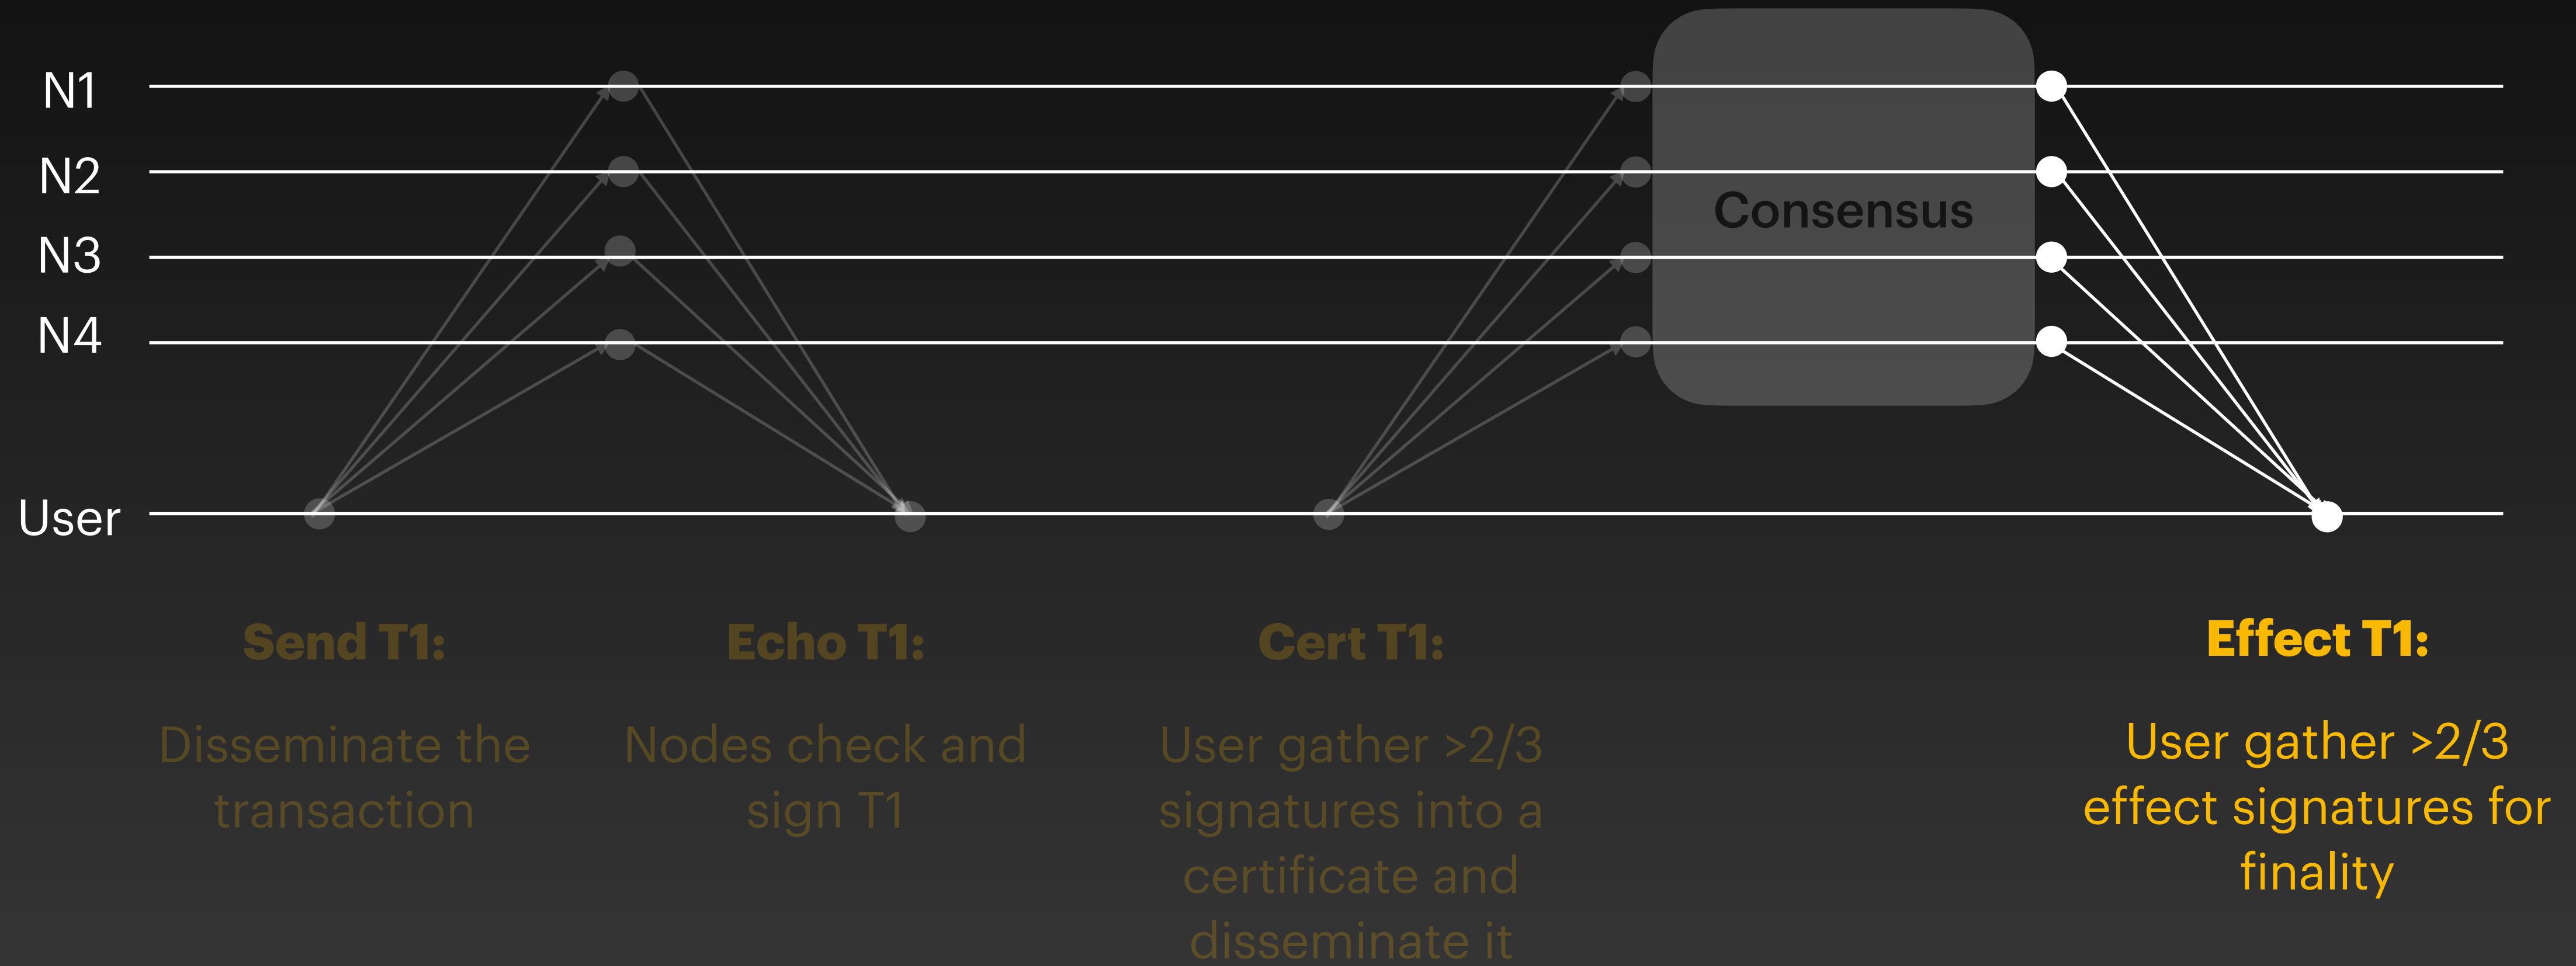 N1
N2
N3
N4
User
Consensus
Send T1:
Disseminate the
transaction
Echo T1:
Nodes check and
sign T1
Cert T1:
User gather >2/3
signatures into a
certificate and
disseminate it
Effect T1:
User gather >2/3
effect signatures for
finality